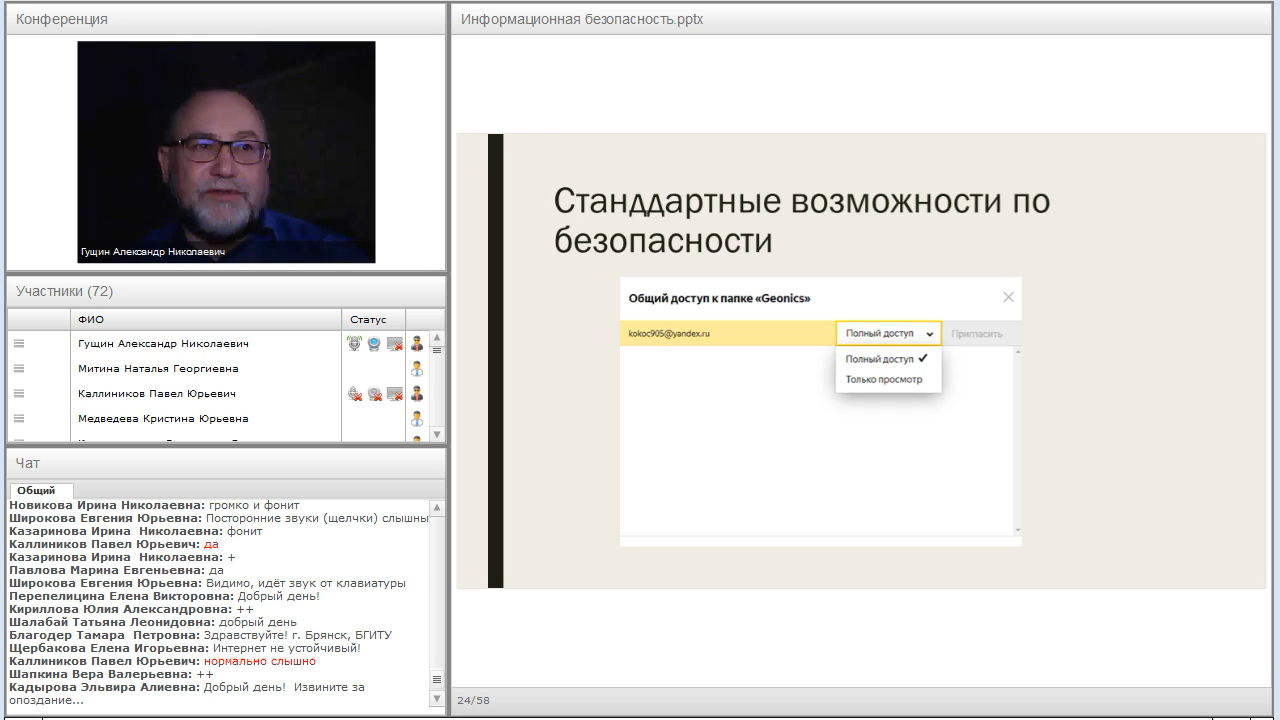 Конференция
Гущин Александр Николаевич
Участники (72)
ФИО
Статус
Гущин Александр Николаевич
Митина Наталья Георгиевна
Каллиников Павел Юрьевич
Медведева Кристина Юрьевна
Чат
Общий
Новикова Ирина Николаевна: громко и фонит
Широкова Евгения Юрьевна: Посторонние звуки (щелчки) слышны
Казаринова Ирина Николаевна: фонит
Каллиников Павел Юрьевич: да
Казаринова Ирина Николаевна: +
Павлова Марина Евгеньевна: да
Широкова Евгения Юрьевна: Видимо, идёт звук от клавиатуры
Перепелицина Елена Викторовна: Добрый день!
Кириллова Юлия Александровна: ++
Шалабай Татьяна Леонидовна: добрый день
Благодер Тамара Петровна: Здравствуйте! г. Брянск, БГИТУ
Щербакова Елена Игорьевна: Интернет не устойчивый!
Каллиников Павел Юрьевич: нормально слышно
Шапкина Вера Валерьевна: ++
Кадырова Эльвира Алиевна: Добрый день! Извините за
опоздание...
Информационная безопасность.pptx
Станддартные возможности по
безопасности
Общий доступ к папке «Geonics»
kokoc905@yandex.ru
Полный доступ
Пригласить
Полный доступ
Только просмотр
24/58